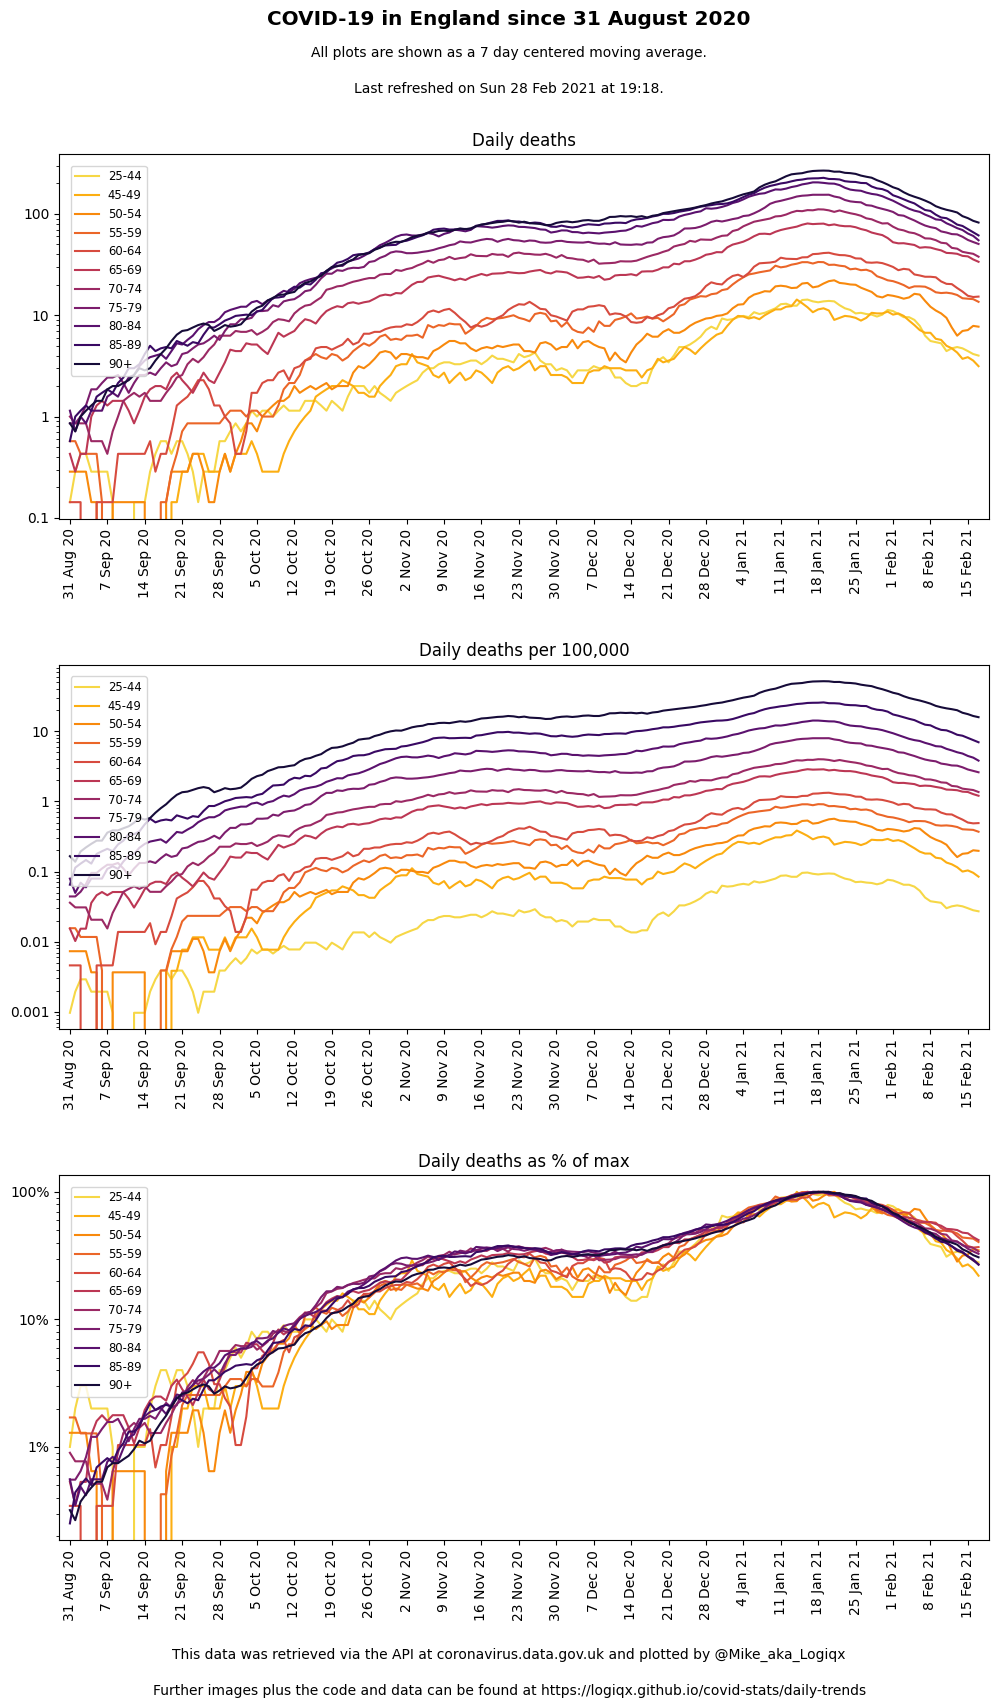 COVID-19 in England since 31 August 2020
All plots are shown as a 7 day centered moving average.
Last refreshed on Sun 28 Feb 2021 at 19:18.
Daily deaths
100
10
1
0.1
25-44
45-49
50-54
55-59
60-64
65-69
70-74
75-79
80-84
85-89
90+
31 Aug 20
7 Sep 20
14 Sep 20
21 Sep 20
28 Sep 20
5 Oct 20
12 Oct 20
19 Oct 20
26 Oct 20
2 Nov 20
9 Nov 20
16 Nov 20
23 Nov 20
30 Nov 20
7 Dec 20
14 Dec 20
21 Dec 20
28 Dec 20
4 Jan 21
11 Jan 21
18 Jan 21
25 Jan 21
1 Feb 21
8 Feb 21
15 Feb 21
Daily deaths per 100,000
10
1
0.1
0.01
0.001
25-44
45-49
50-54
55-59
60-64
65-69
70-74
75-79
80-84
85-89
90+
31 Aug 20
7 Sep 20
14 Sep 20
21 Sep 20
28 Sep 20
5 Oct 20
12 Oct 20
19 Oct 20
26 Oct 20
2 Nov 20
9 Nov 20
16 Nov 20
23 Nov 20
30 Nov 20
7 Dec 20
14 Dec 20
21 Dec 20
28 Dec 20
4 Jan 21
11 Jan 21
18 Jan 21
25 Jan 21
1 Feb 21
8 Feb 21
15 Feb 21
Daily deaths as % of max
100%
10%
1%
25-44
45-49
50-54
55-59
60-64
65-69
70-74
75-79
80-84
85-89
90+
31 Aug 20
7 Sep 20
14 Sep 20
21 Sep 20
28 Sep 20
5 Oct 20
12 Oct 20
19 Oct 20
26 Oct 20
2 Nov 20
9 Nov 20
16 Nov 20
23 Nov 20
30 Nov 20
7 Dec 20
14 Dec 20
21 Dec 20
28 Dec 20
4 Jan 21
11 Jan 21
18 Jan 21
25 Jan 21
1 Feb 21
8 Feb 21
15 Feb 21
This data was retrieved via the API at coronavirus.data.gov.uk and plotted by @Mike_aka_Logiqx
Further images plus the code and data can be found at https://logiqx.github.io/covid-stats/daily-trends